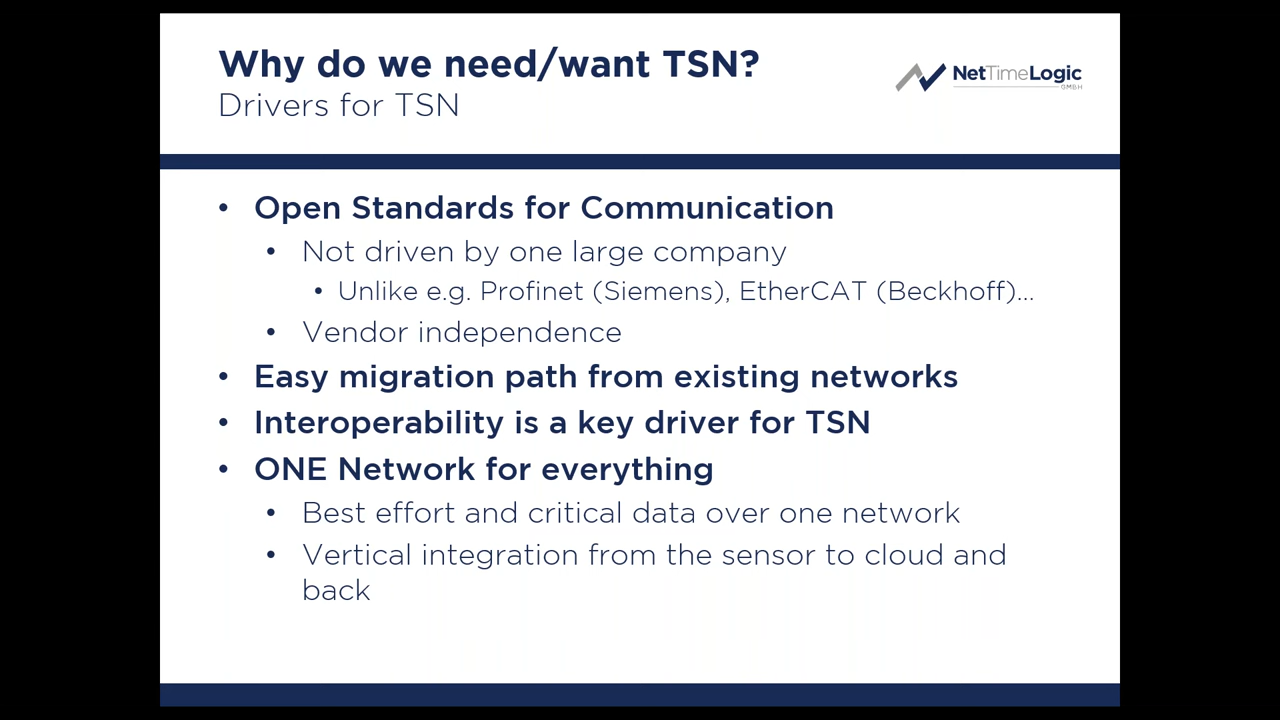 Why do we need/want TSN?
Drivers for TSN
NetTimeLogic
GMBH
• Open Standards for Communication
• Not driven by one large company
• Unlike e.g. Profinet (Siemens), EtherCAT (Beckhoff)...
• Vendor independence
• Easy migration path from existing networks
• Interoperability is a key driver for TSN
• ONE Network for everything
• Best effort and critical data over one network
• Vertical integration from the sensor to cloud and
back